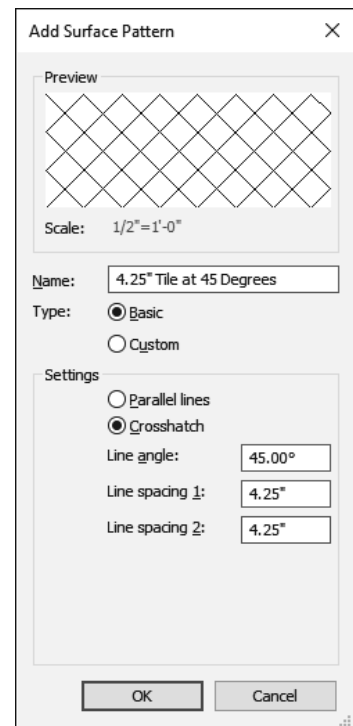 Add Surface Pattern
Preview
Scale: 1/2"=1'-0"
Name: 4.25" Tile at 45 Degrees
Type: Basic
Custom
Settings
Parallel lines
Crosshatch
Line angle: 45.00°
Line spacing 1: 4.25"
Line spacing 2: 4.25"
OK Cancel